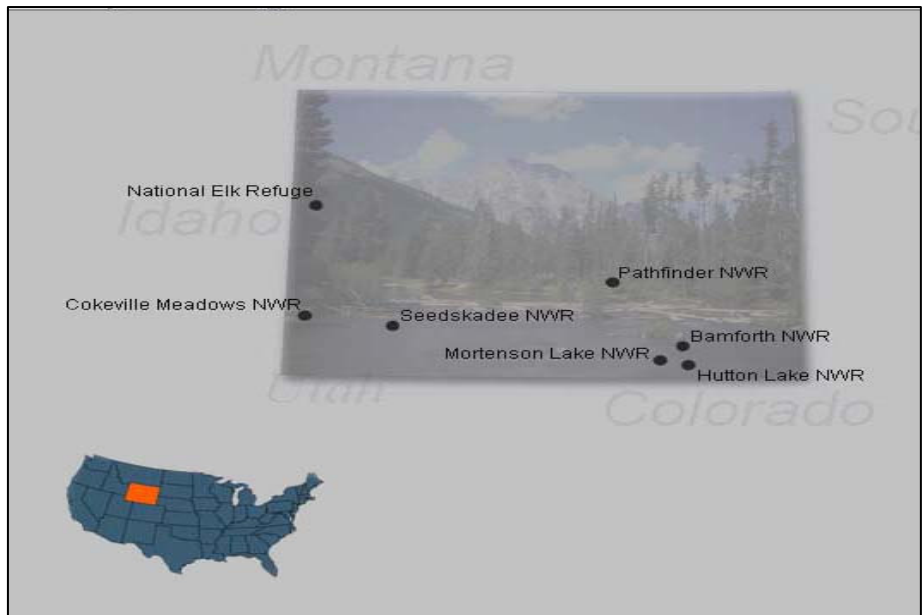 Montana
Sou
National Elk Refuge
Idaho
Pathfinder NWR
Cokeville Meadows NWR
Seedskadee NWR
Bamforth NWR
Mortenson Lake NWR
Hutton Lake NWR
Utah
Colorado